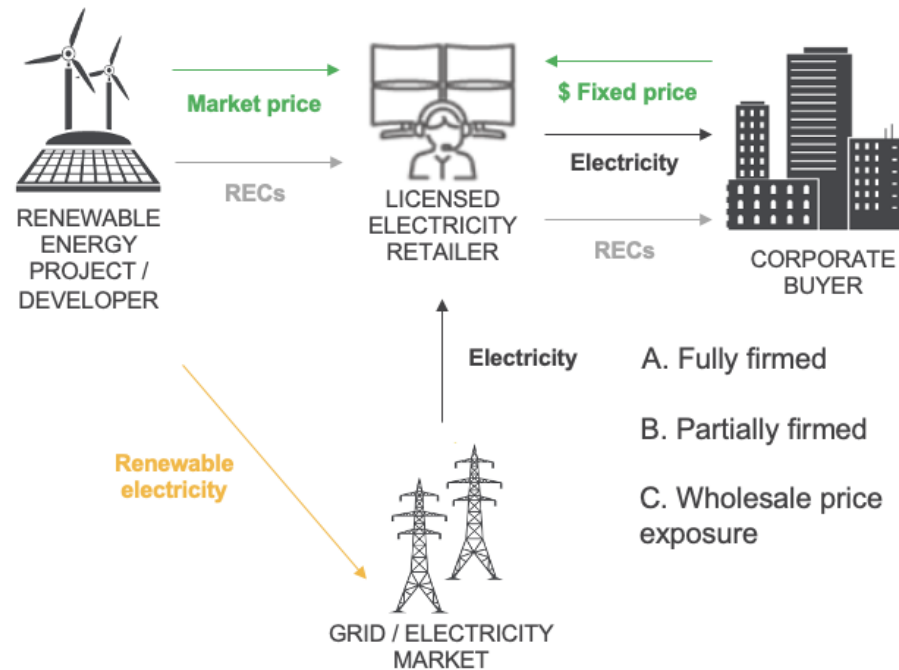 Market price
$ Fixed price
Electricity
RECs
RECs
RENEWABLE
ENERGY
PROJECT /
DEVELOPER
LICENSED
ELECTRICITY
RETAILER
CORPORATE
BUYER
Electricity
A. Fully firmed
B. Partially firmed
C. Wholesale price
exposure
Renewable
electricity
GRID / ELECTRICITY
MARKET